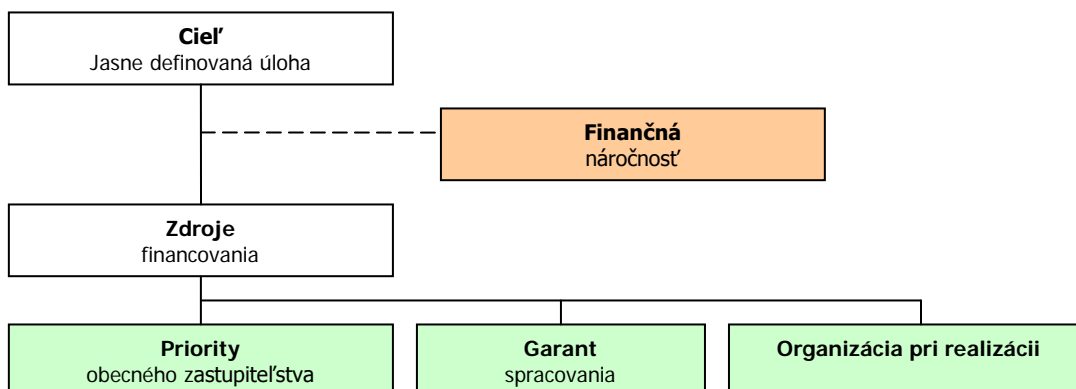 Cieľ
Jasne definovaná úloha
Finančná
náročnosť
Zdroje
financovania
Priority
obecného zastupiteľstva
Garant
spracovania
Organizácia pri realizácii